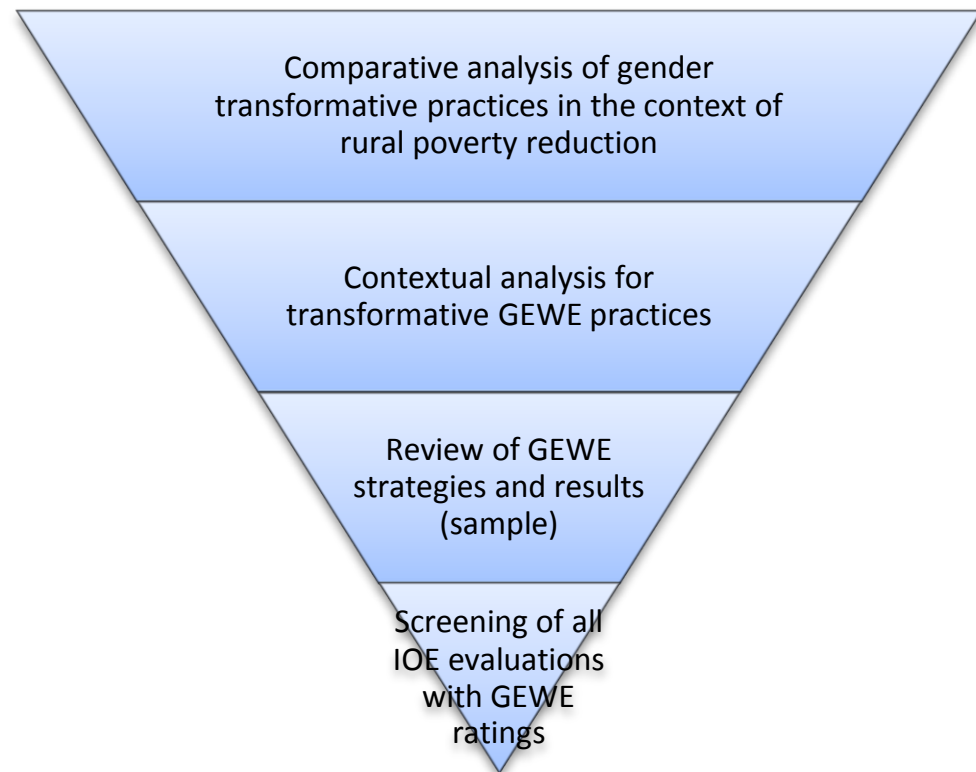 Comparative analysis of gender
transformative practices in the context of
rural poverty reduction
Contextual analysis for
transformative GEWE practices
Review of GEWE
strategies and results
(sample)
Screening of all
IOE evaluations
with GEWE
ratings